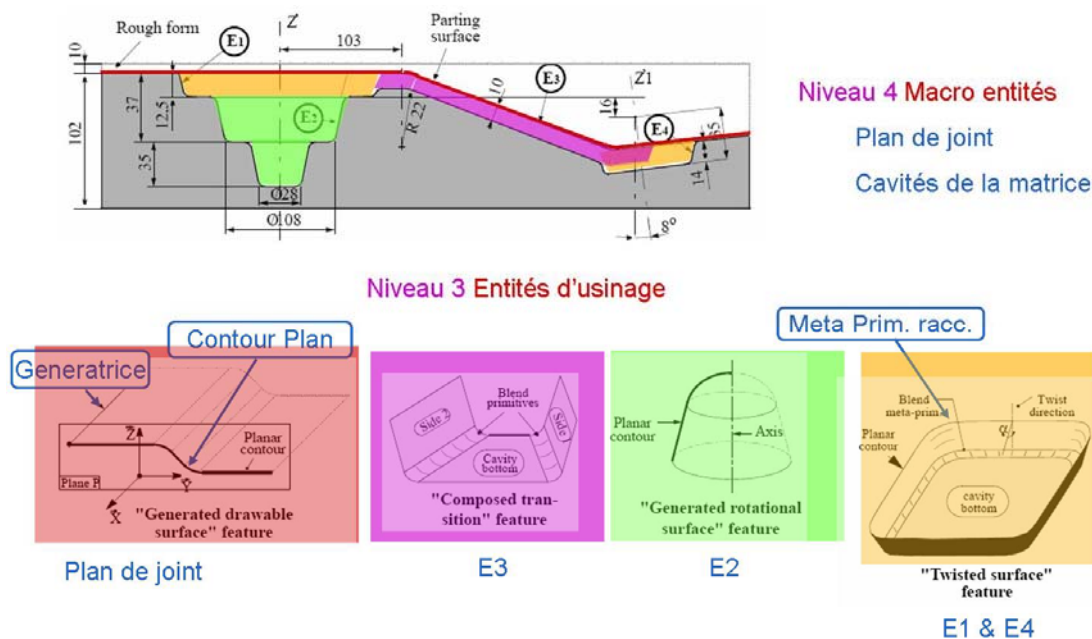 Rough form
Z
E1
103
Parting
surface
10
Z1
E3
10
16
E2
37
12,5
R 22
E4
55
102
35
14
Ø28
Ø108
8°
Niveau 4 Macro entités
Plan de joint
Cavités de la matrice
Niveau 3 Entités d'usinage
Contour Plan
Meta Prim. racc.
Generatrice
Z
Planar
contour
Plane P
Y
X
"Generated drawable
surface" feature
Plan de joint
Side 2
Blend
primitives
Side
Cavity
bottom
"Composed tran-
sition" feature
E3
Planar
contour
Axis
"Generated rotational
surface" feature
E2
Blend
meta-prim
Twist
direction
Planar
contour
cavity
bottom
"Twisted surface"
feature
E1 & E4